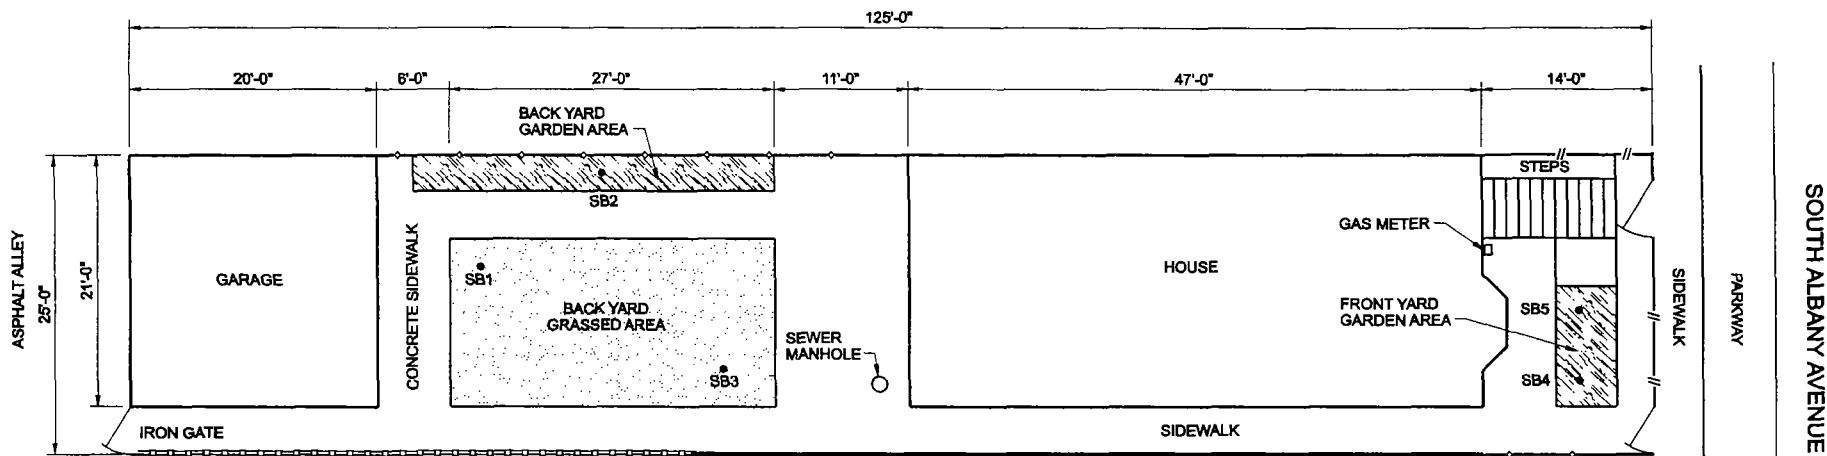 125'-0"
20'-0"
6'-0"
27'-0"
11'-0"
47'-0"
14'-0"
BACK YARD
GARDEN AREA
STEPS
SB2
GAS METER
ASPHALT ALLEY
25'-0"
21'-0"
GARAGE
CONCRETE SIDEWALK
SB1
BACK YARD
GRASSED AREA
SB3
SEWER
MANHOLE
HOUSE
FRONT YARD
GARDEN AREA
SB5
SB4
SIDEWALK
PARKWAY
SOUTH ALBANY AVENUE
IRON GATE
SIDEWALK